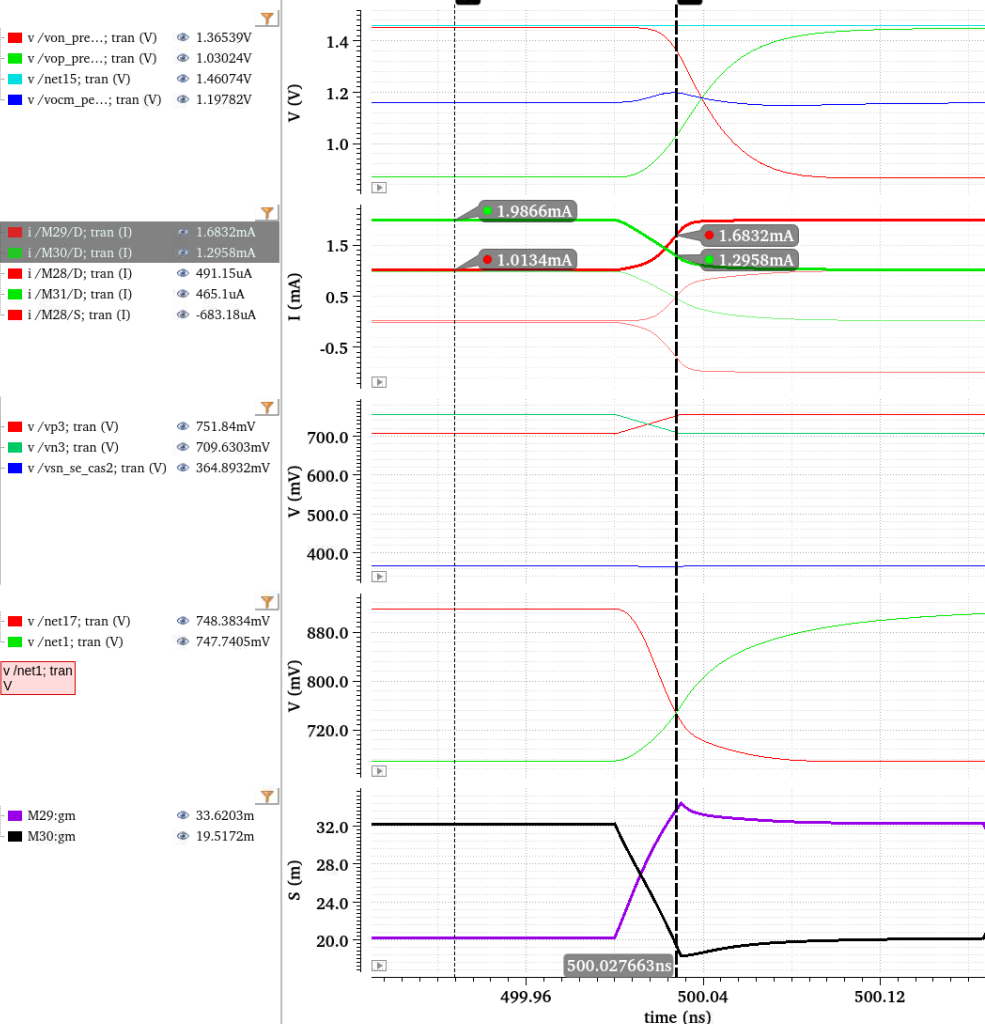 v /von_pre...; tran (V) 1.36539V
v /vop_pre...; tran (V) 1.03024V
v /net15; tran (V) 1.46074V
v /vocm_pe...; tran (V) 1.19782V
V (V)
1.4
1.2
1.0
i /M29/D; tran (I) 1.6832mA
i /M30/D; tran (I) 1.2958mA
i /M28/D; tran (I) 491.15uA
i /M31/D; tran (I) 465.1uA
i /M28/S; tran (I) -683.18uA
I (mA)
1.5
0.5
-0.5
1.9866mA
1.0134mA
1.6832mA
1.2958mA
v /vp3; tran (V) 751.84mV
v /vn3; tran (V) 709.6303mV
v /vsn_se_cas2; tran (V) 364.8932mV
V (mV)
700.0
600.0
500.0
400.0
v /net17; tran (V) 748.3834mV
v /net1; tran (V) 747.7405mV
v /net1; tran
V
V (mV)
880.0
800.0
720.0
M29:gm 33.6203m
M30:gm 19.5172m
S (m)
32.0
28.0
24.0
20.0
500.027663ns
499.96 500.04 500.12
time (ns)